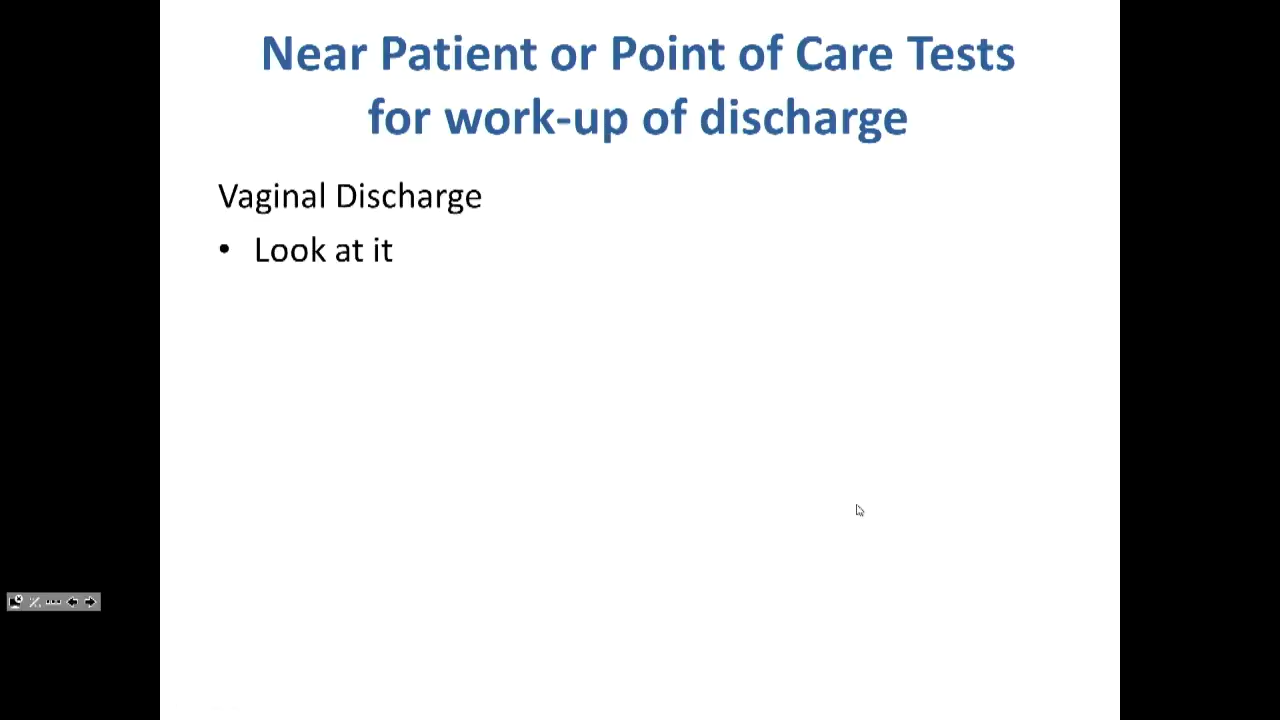 Near Patient or Point of Care Tests
for work-up of discharge
Vaginal Discharge
• Look at it